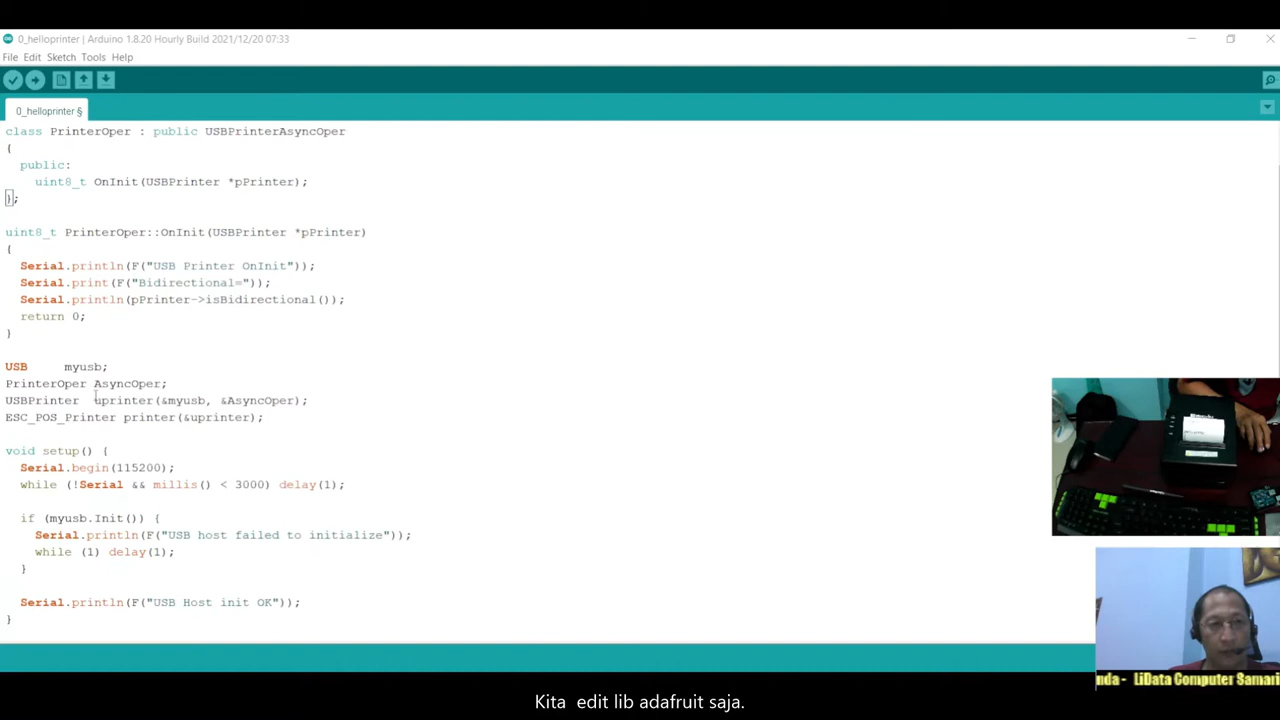 0_helloprinter | Arduino 1.8.20 Hourly Build 2021/12/20 07:33
File Edit Sketch Tools Help
0_helloprinter §
class PrinterOper : public USBPrinterAsyncOper
{
public:
uint8_t OnInit(USBPrinter *pPrinter);
};
uint8_t PrinterOper::OnInit(USBPrinter *pPrinter)
{
Serial.println(F("USB Printer OnInit"));
Serial.print(F("Bidirectional="));
Serial.println(pPrinter->isBidirectional());
return 0;
}
USB myusb;
PrinterOper AsyncOper;
USBPrinter uprinter(&myusb, &AsyncOper);
ESC_POS_Printer printer(&uprinter);
void setup() {
Serial.begin(115200);
while (!Serial && millis() < 3000) delay(1);
if (myusb.Init()) {
Serial.println(F("USB host failed to initialize"));
while (1) delay(1);
}
Serial.println(F("USB Host init OK"));
}
nda - LiData Computer Samari
Kita edit lib adafruit saja.